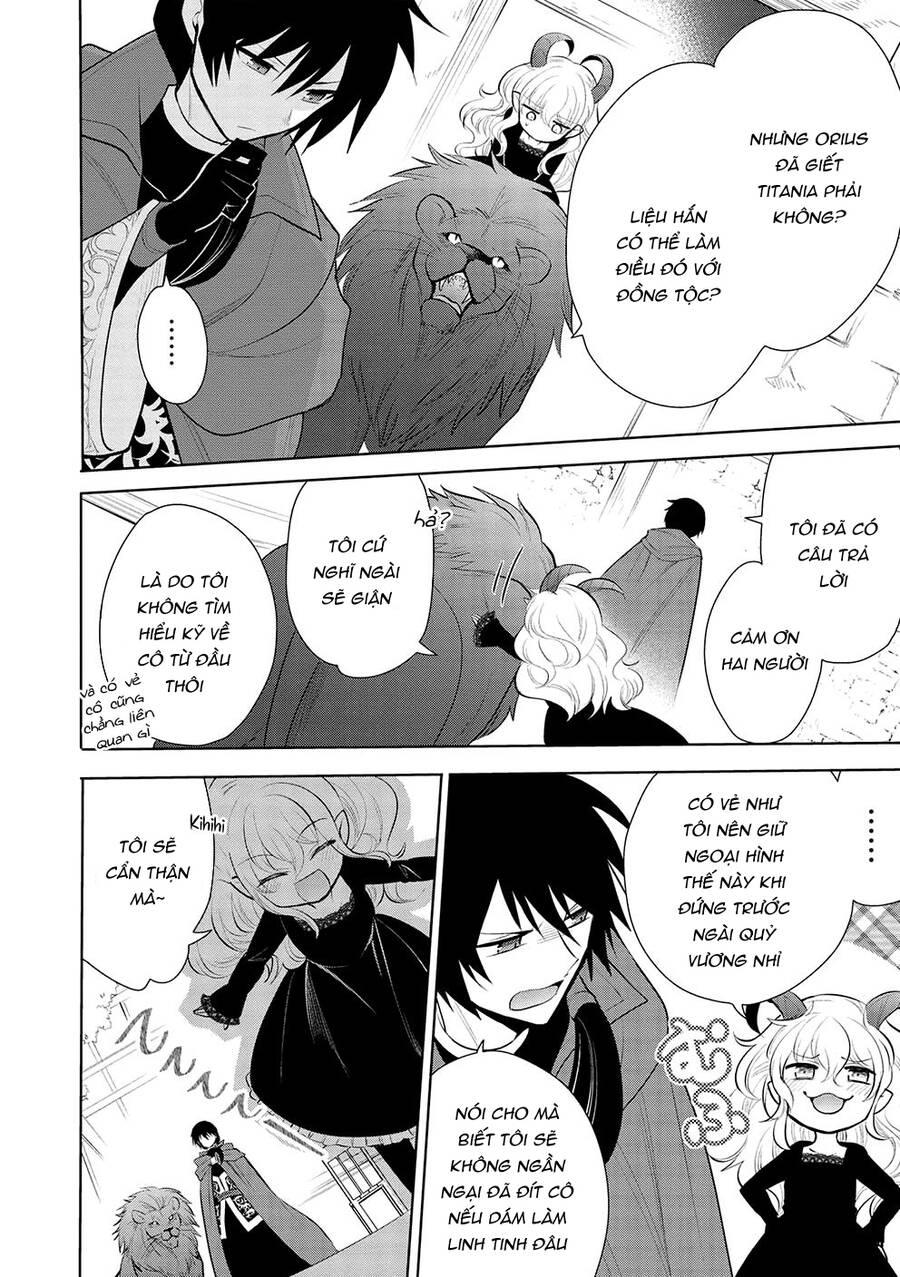 NHƯNG ORIUS
ĐÃ GIẾT
TITANIA PHẢI
KHÔNG?
LIỆU HẮN
CÓ THỂ LÀM
ĐIỀU ĐÓ VỚI
ĐỒNG TỘC?
......
TÔI ĐÃ CÓ
CÂU TRẢ
LỜI
CẢM ƠN
HAI NGƯỜI
hả?
TÔI CỨ
NGHĨ NGÀI
SẼ GIẬN
LÀ DO TÔI
KHÔNG TÌM
HIỂU KỸ VỀ
CÔ TỪ ĐẦU
THÔI
và có vẻ
cô cũng
chẳng liên
quan gì
......
CÓ VẺ NHƯ
TÔI NÊN GIỮ
NGOẠI HÌNH
THẾ NÀY KHI
ĐỨNG TRƯỚC
NGÀI QUỶ
VƯƠNG NHỈ
NÓI CHO MÀ
BIẾT TÔI SẼ
KHÔNG NGẦN
NGẠI ĐÁ ĐÍT CÔ
NẾU DÁM LÀM
LINH TINH ĐÂU
Kihihi
TÔI SẼ
CẨN THẬN
MÀ~